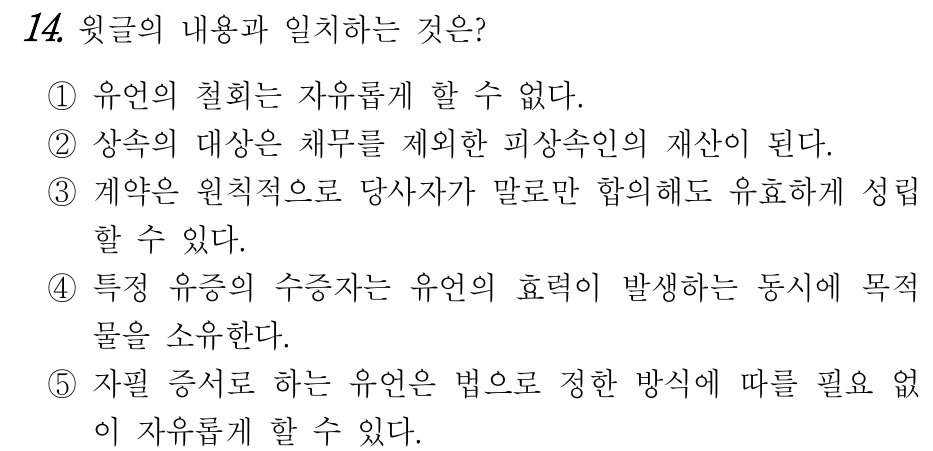 14. 윗글의 내용과 일치하는 것은?
① 유언의 철회는 자유롭게 할 수 없다.
② 상속의 대상은 채무를 제외한 피상속인의 재산이 된다.
③ 계약은 원칙적으로 당사자가 말로만 합의해도 유효하게 성립
할 수 있다.
④ 특정 유증의 수증자는 유언의 효력이 발생하는 동시에 목적
물을 소유한다.
⑤ 자필 증서로 하는 유언은 법으로 정한 방식에 따를 필요 없
이 자유롭게 할 수 있다.